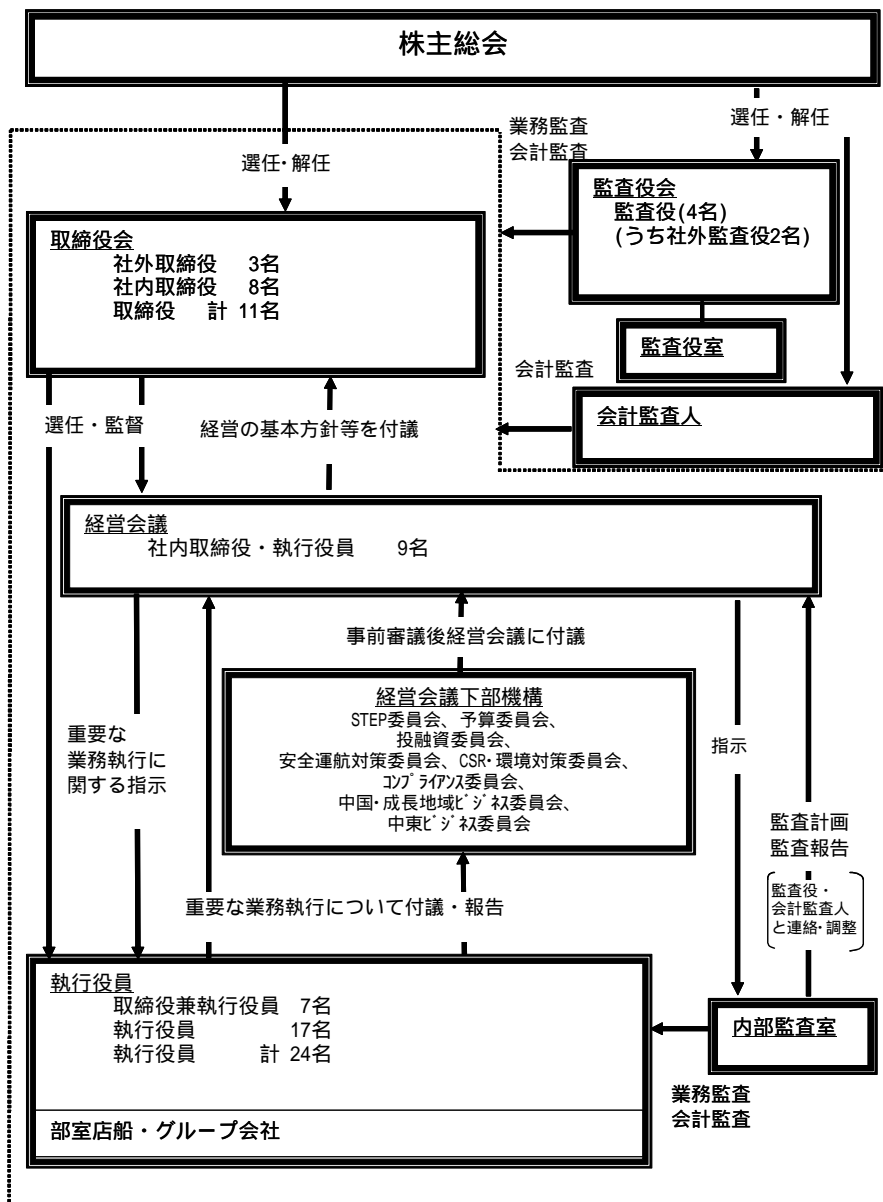 株主総会
選任・解任
業務監査
会計監査
選任・解任
監査役会
監査役(4名)
(うち社外監査役2名)
取締役会
社外取締役 3名
社内取締役 8名
取締役 計 11名
監査役室
会計監査
会計監査人
選任・監督
経営の基本方針等を付議
経営会議
社内取締役・執行役員 9名
事前審議後経営会議に付議
経営会議下部機構
STEP委員会、予算委員会、
投融資委員会、
安全運航対策委員会、CSR・環境対策委員会、
コンプライアンス委員会、
中国・成長地域ビジネス委員会、
中東ビジネス委員会
重要な
業務執行に
関する指示
指示
監査計画
監査報告
監査役・
会計監査人
と連絡・調整
重要な業務執行について付議・報告
執行役員
取締役兼執行役員 7名
執行役員 17名
執行役員 計 24名
内部監査室
業務監査
会計監査
部室店船・グループ会社